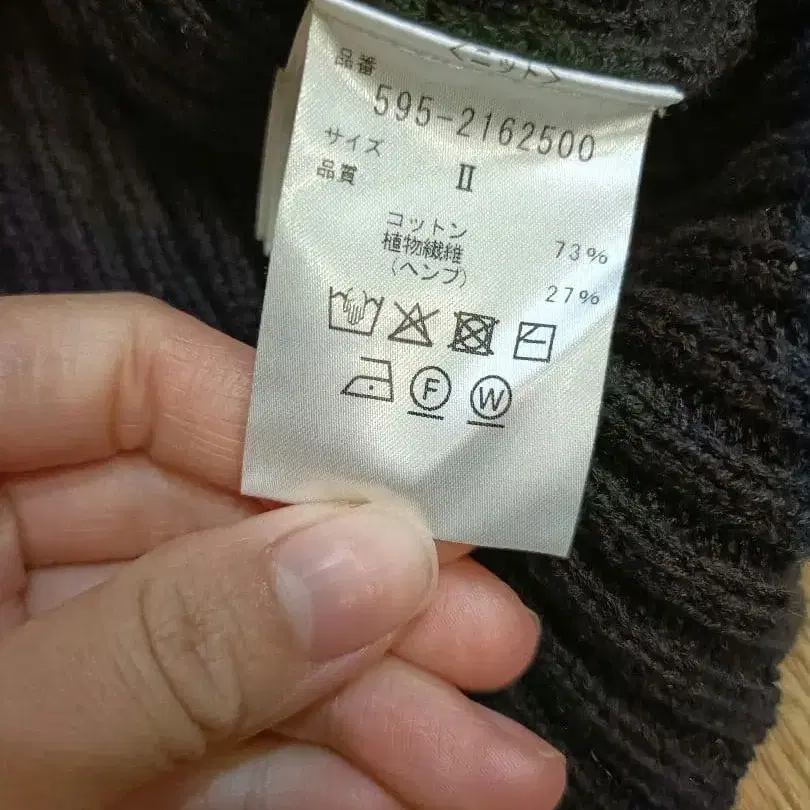 <ニット>
品番
595-2162500
サイズ
Ⅱ
品質
コットン 73%
植物繊維
(ヘンプ) 27%
F W